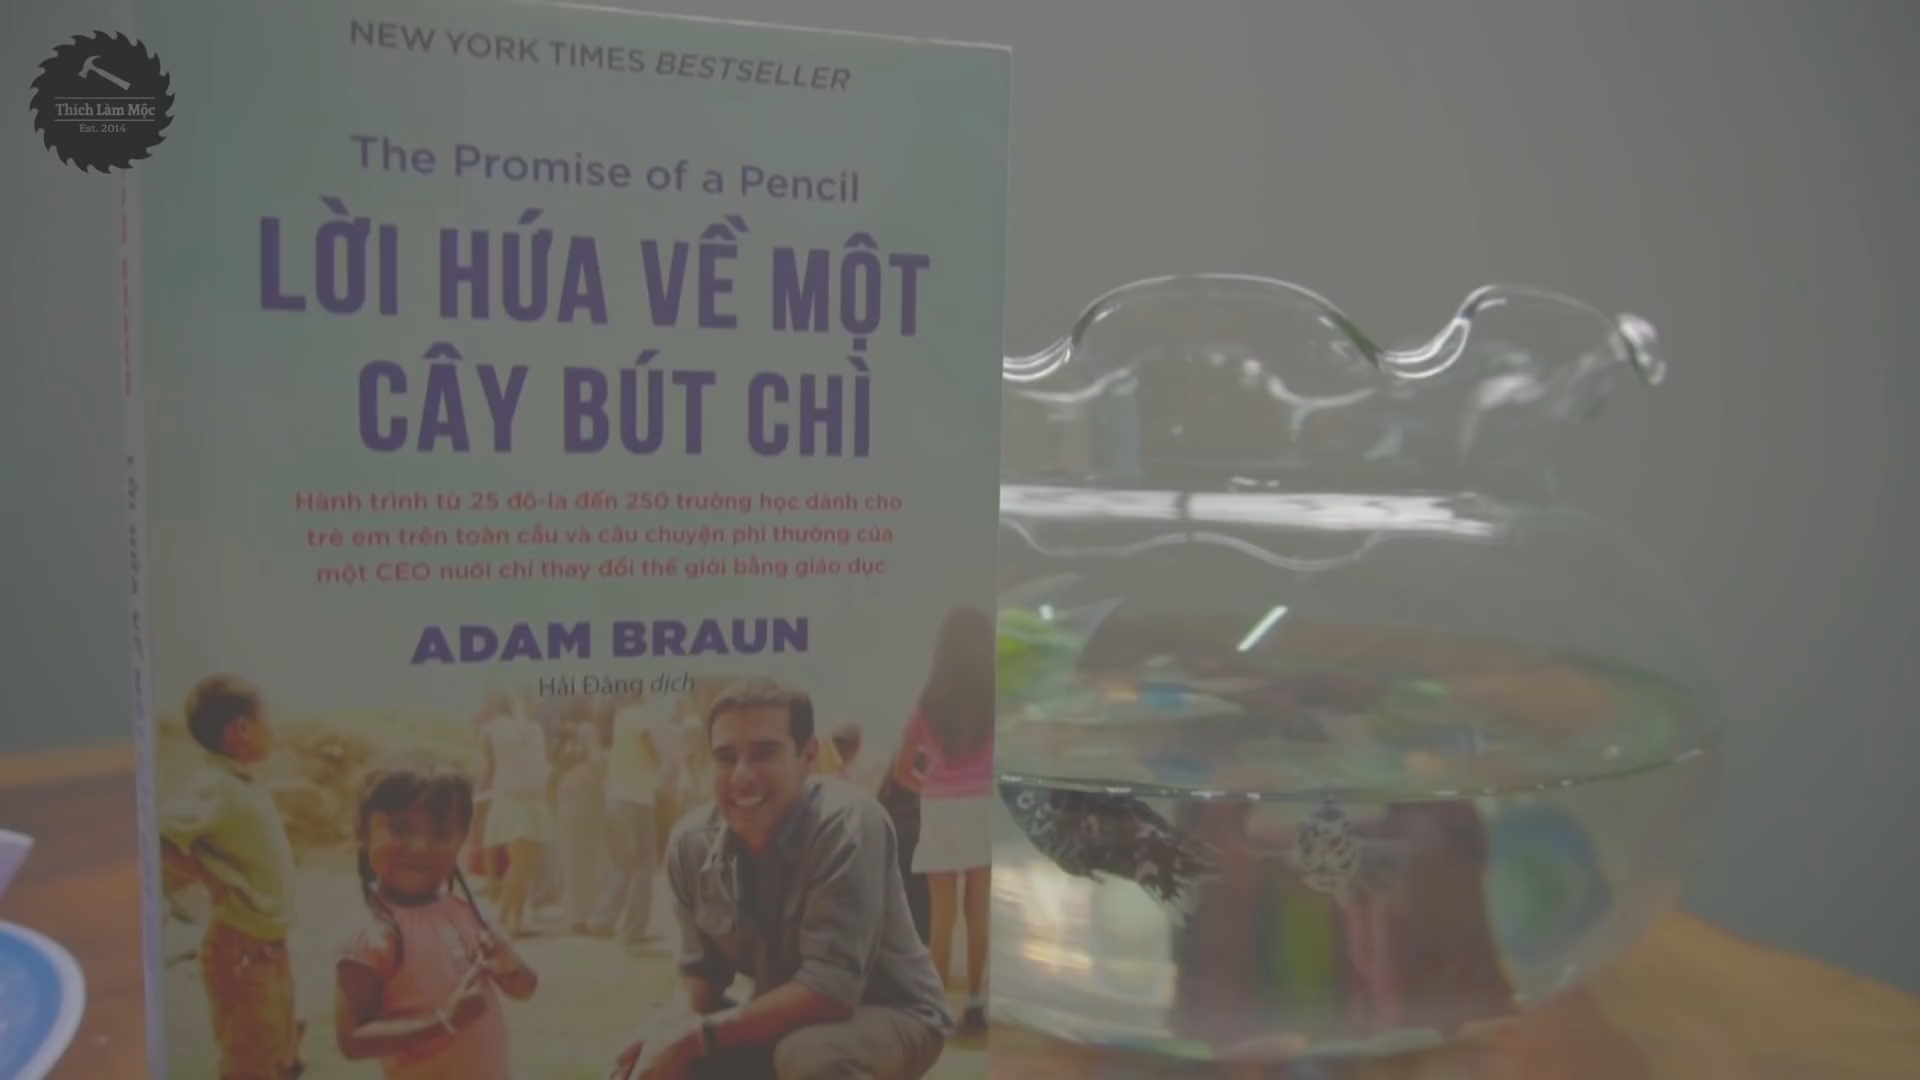 Thích Làm Mộc
Est. 2014
NEW YORK TIMES BESTSELLER
The Promise of a Pencil
LỜI HỨA VỀ MỘT
CÂY BÚT CHÌ
Hành trình từ 25 đô-la đến 250 trường học dành cho
trẻ em trên toàn cầu và câu chuyện phi thường của
một CEO nuôi chí thay đổi thế giới bằng giáo dục
ADAM BRAUN
Hải Đăng dịch